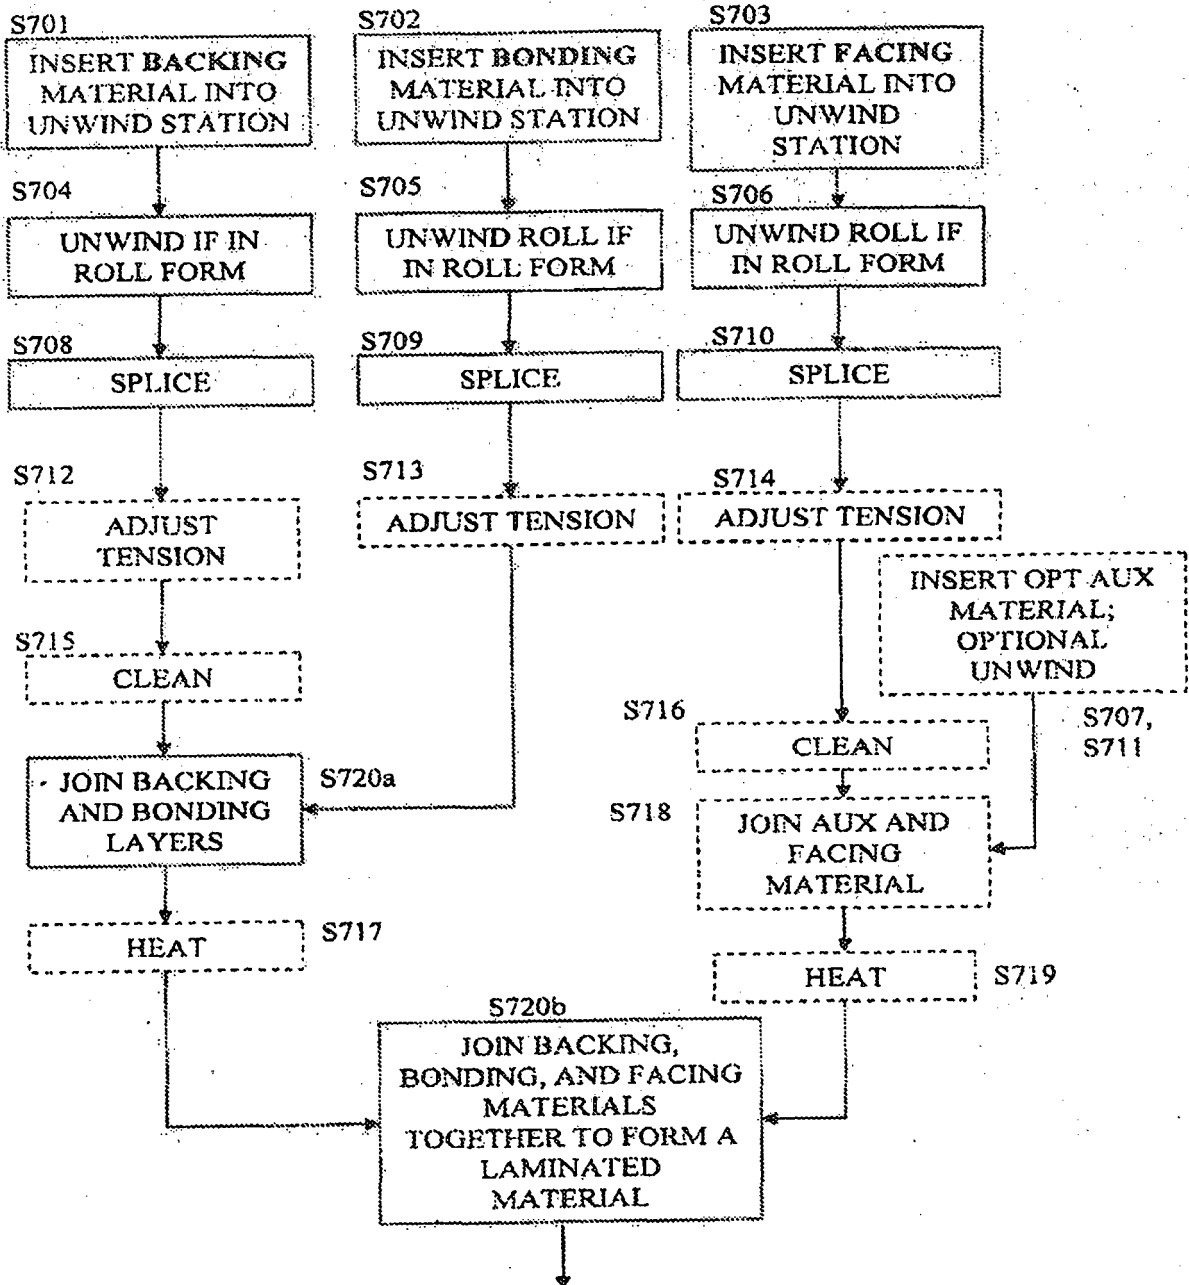 S701
INSERT BACKING
MATERIAL INTO
UNWIND STATION
S702
INSERT BONDING
MATERIAL INTO
UNWIND STATION
S703
INSERT FACING
MATERIAL INTO
UNWIND
STATION
S704
UNWIND IF IN
ROLL FORM
S705
UNWIND ROLL IF
IN ROLL FORM
S706
UNWIND ROLL IF
IN ROLL FORM
S708
SPLICE
S709
SPLICE
S710
SPLICE
S712
ADJUST
TENSION
S713
ADJUST TENSION
S714
ADJUST TENSION
INSERT OPT AUX
MATERIAL;
OPTIONAL
UNWIND
S707,
S711
S715
CLEAN
S716
CLEAN
JOIN BACKING
AND BONDING
LAYERS
S720a
S718
JOIN AUX AND
FACING
MATERIAL
HEAT
S717
HEAT
S719
S720b
JOIN BACKING,
BONDING, AND FACING
MATERIALS
TOGETHER TO FORM A
LAMINATED
MATERIAL